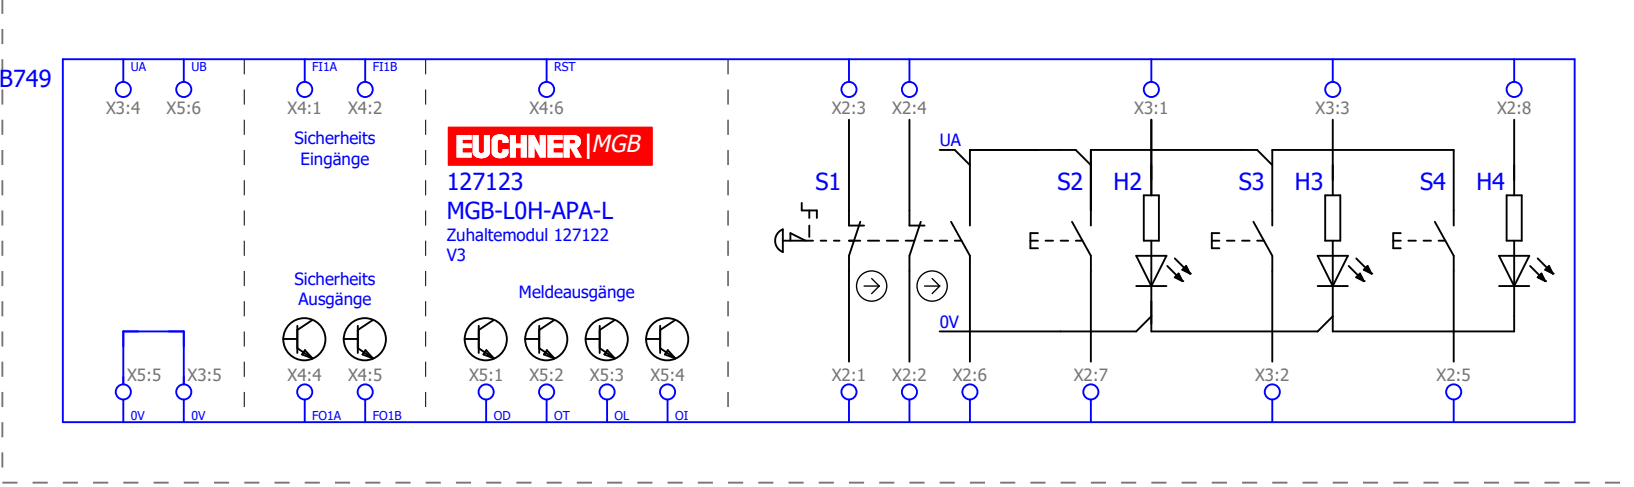 B749
UA
UB
FI1A
FI1B
RST
X3:4
X5:6
X4:1
X4:2
X4:6
X2:3
X2:4
X3:1
X3:3
X2:8
Sicherheits
Eingänge
EUCHNER|MGB
127123
MGB-L0H-APA-L
Zuhaltemodul 127122
V3
UA
S1
S2
H2
S3
H3
S4
H4
Sicherheits
Ausgänge
Meldeausgänge
0V
X5:5
X3:5
X4:4
X4:5
X5:1
X5:2
X5:3
X5:4
X2:1
X2:2
X2:6
X2:7
X3:2
X2:5
0V
0V
FO1A
FO1B
OD
OT
OL
OI